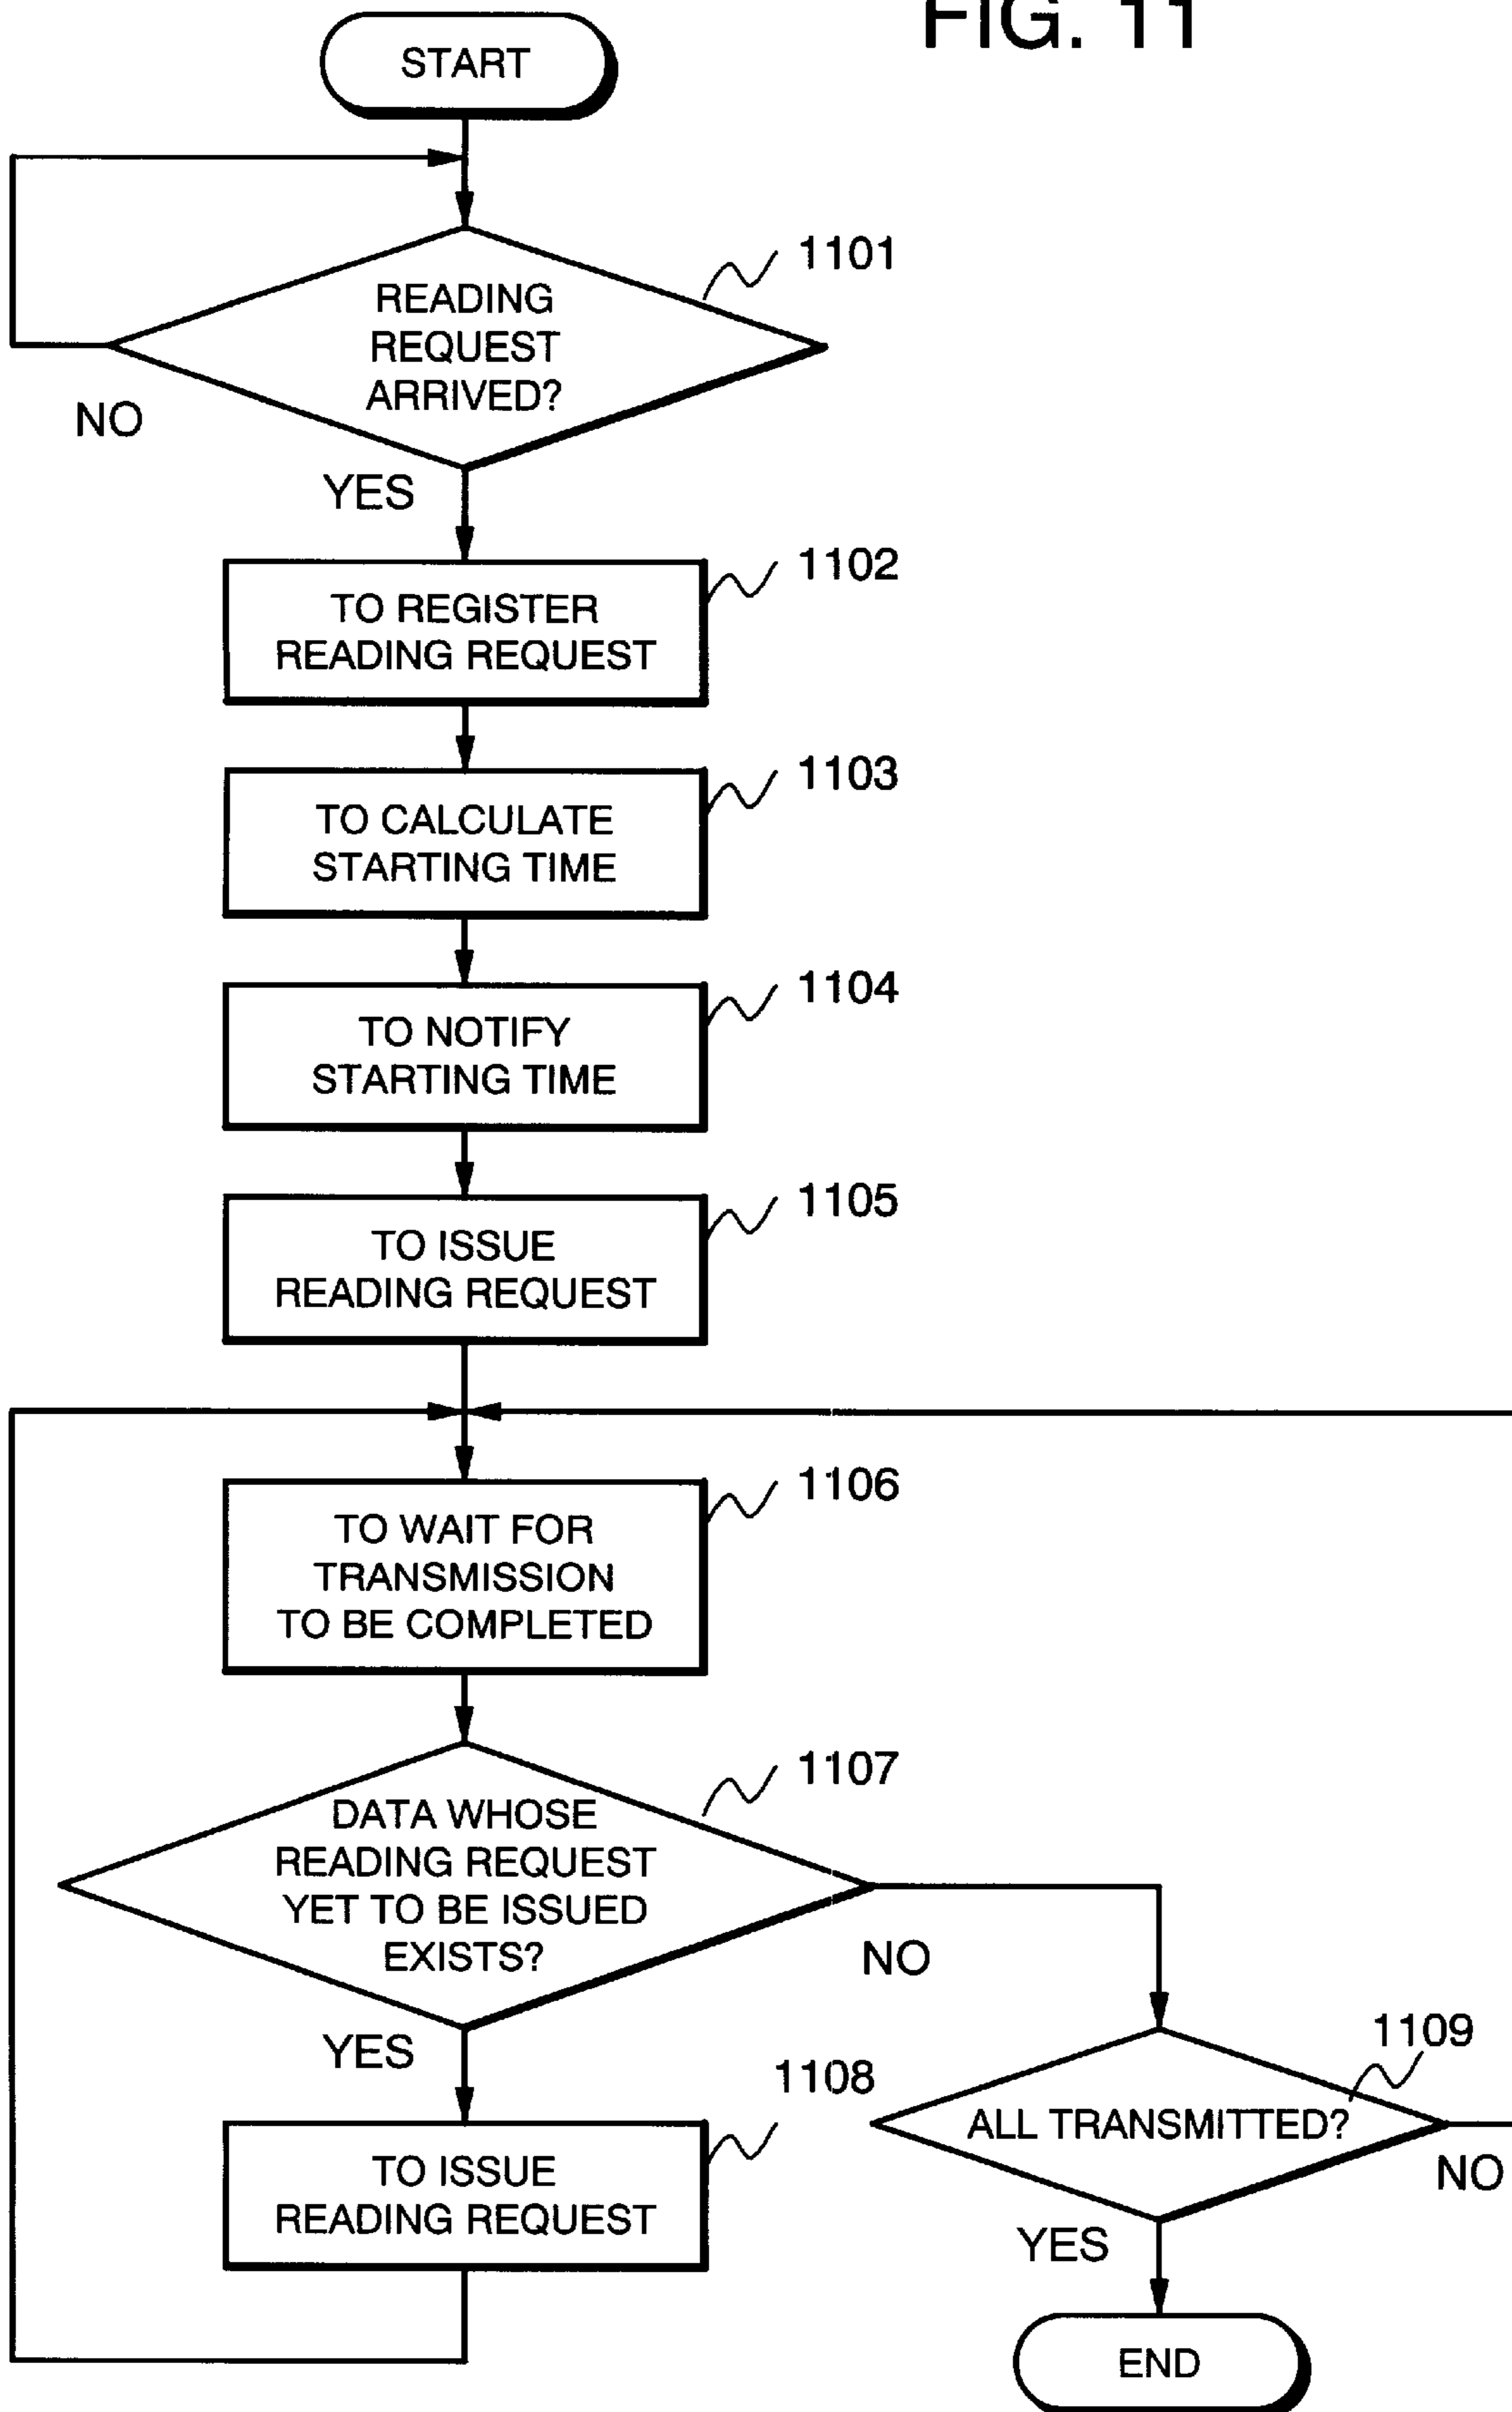 FIG. 11
START
1101
READING
REQUEST
ARRIVED?
NO
YES
1102
TO REGISTER
READING REQUEST
1103
TO CALCULATE
STARTING TIME
1104
TO NOTIFY
STARTING TIME
1105
TO ISSUE
READING REQUEST
1106
TO WAIT FOR
TRANSMISSION
TO BE COMPLETED
1107
DATA WHOSE
READING REQUEST
YET TO BE ISSUED
EXISTS?
NO
YES
1108
TO ISSUE
READING REQUEST
1109
ALL TRANSMITTED?
NO
YES
END